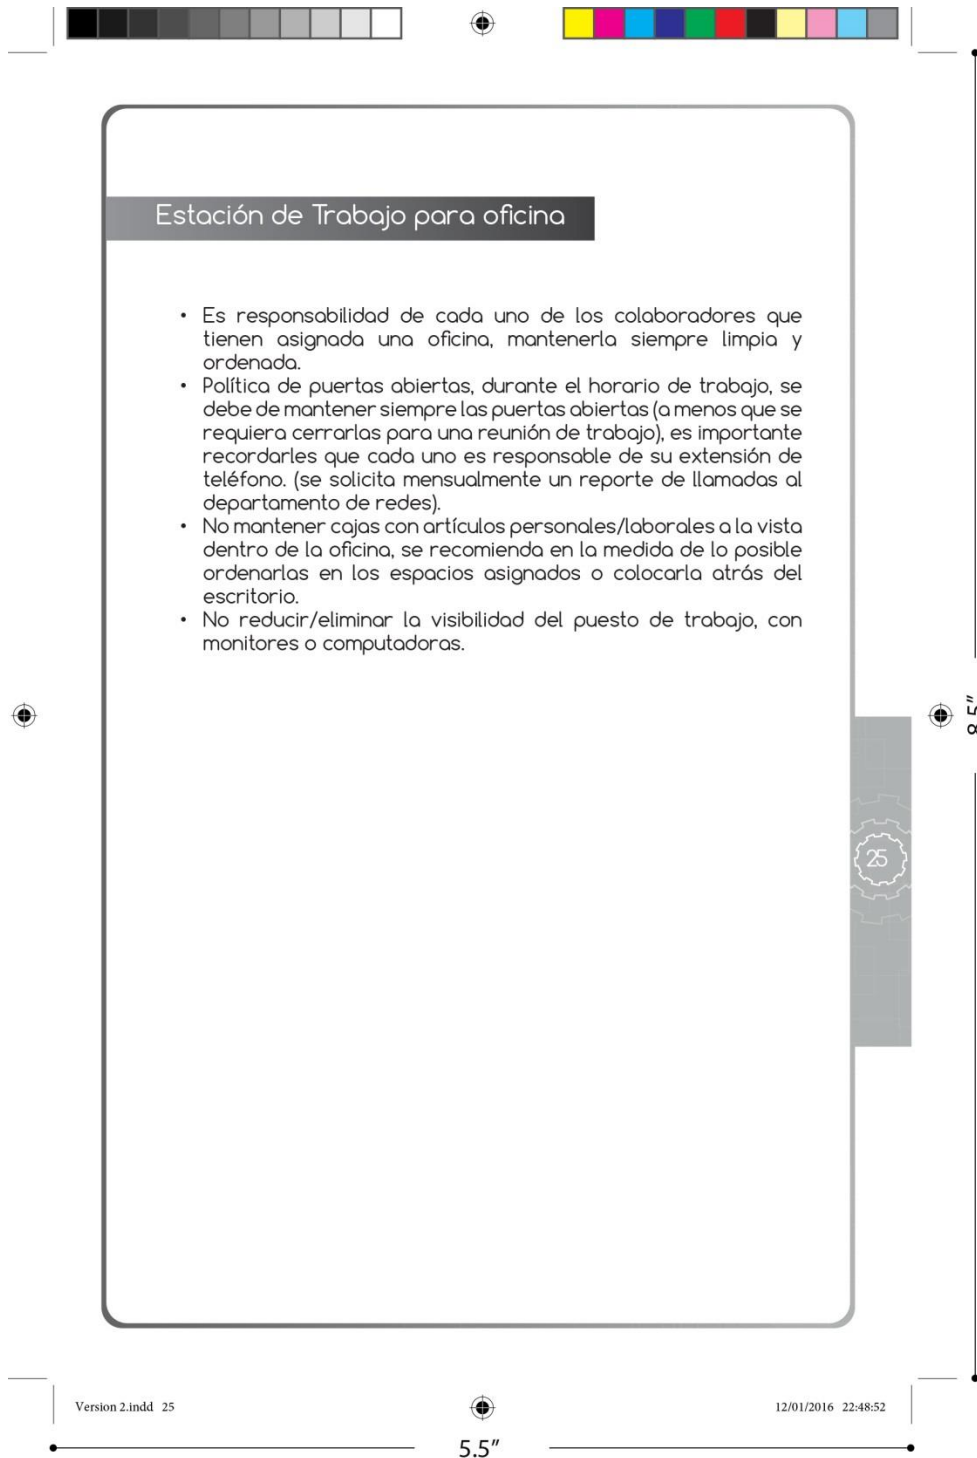 Estación de Trabajo para oficina
• Es responsabilidad de cada uno de los colaboradores que
tienen asignada una oficina, mantenerla siempre limpia y
ordenada.
• Política de puertas abiertas, durante el horario de trabajo, se
debe de mantener siempre las puertas abiertas (a menos que se
requiera cerrarlas para una reunión de trabajo), es importante
recordarles que cada uno es responsable de su extensión de
teléfono. (se solicita mensualmente un reporte de llamadas al
departamento de redes).
• No mantener cajas con artículos personales/laborales a la vista
dentro de la oficina, se recomienda en la medida de lo posible
ordenarlas en los espacios asignados o colocarla atrás del
escritorio.
• No reducir/eliminar la visibilidad del puesto de trabajo, con
monitores o computadoras.
8.5"
25
Version 2.indd 25
12/01/2016 22:48:52
5.5"